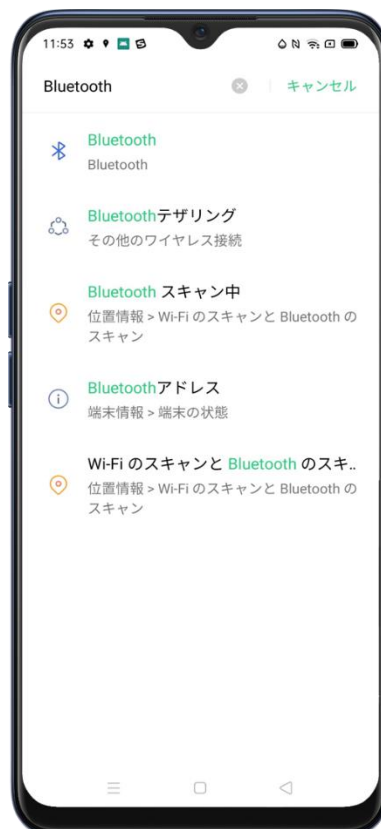 11:53
Bluetooth
キャンセル
Bluetooth
Bluetooth
Bluetoothテザリング
その他のワイヤレス接続
Bluetooth スキャン中
位置情報 > Wi-Fi のスキャンと Bluetooth の
スキャン
Bluetoothアドレス
端末情報 > 端末の状態
Wi-Fi のスキャンと Bluetooth のスキ..
位置情報 > Wi-Fi のスキャンと Bluetooth の
スキャン